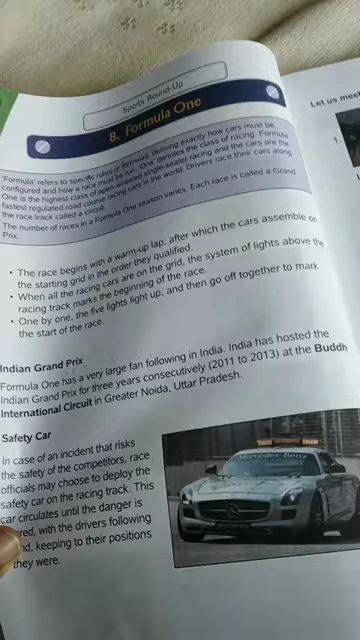 Sports Round-Up
8. Formula One
'Formula' refers to specific rules or formulas, defining exactly how cars must be
configured and how a race must be run. 'One' denotes the class of racing. Formula
One is the highest class of open-wheeled single-seater racing and the cars are the
fastest regulated road course racing cars in the world. Drivers race their cars along
the race track called a circuit.
The number of races in a Formula One season varies. Each race is called a Grand
Prix.
• The race begins with a warm-up lap, after which the cars assemble on
the starting grid in the order they qualified.
• When all the racing cars are on the grid, the system of lights above the
racing track marks the beginning of the race.
• One by one, the five lights light up, and then go off together to mark
the start of the race.
Indian Grand Prix
Formula One has a very large fan following in India. India has hosted the
Indian Grand Prix for three years consecutively (2011 to 2013) at the Buddh
International Circuit in Greater Noida, Uttar Pradesh.
Safety Car
In case of an incident that risks
the safety of the competitors, race
officials may choose to deploy the
safety car on the racing track. This
car circulates until the danger is
red, with the drivers following
nd, keeping to their positions
they were.
Mercedes-Benz
Let us meet
1.